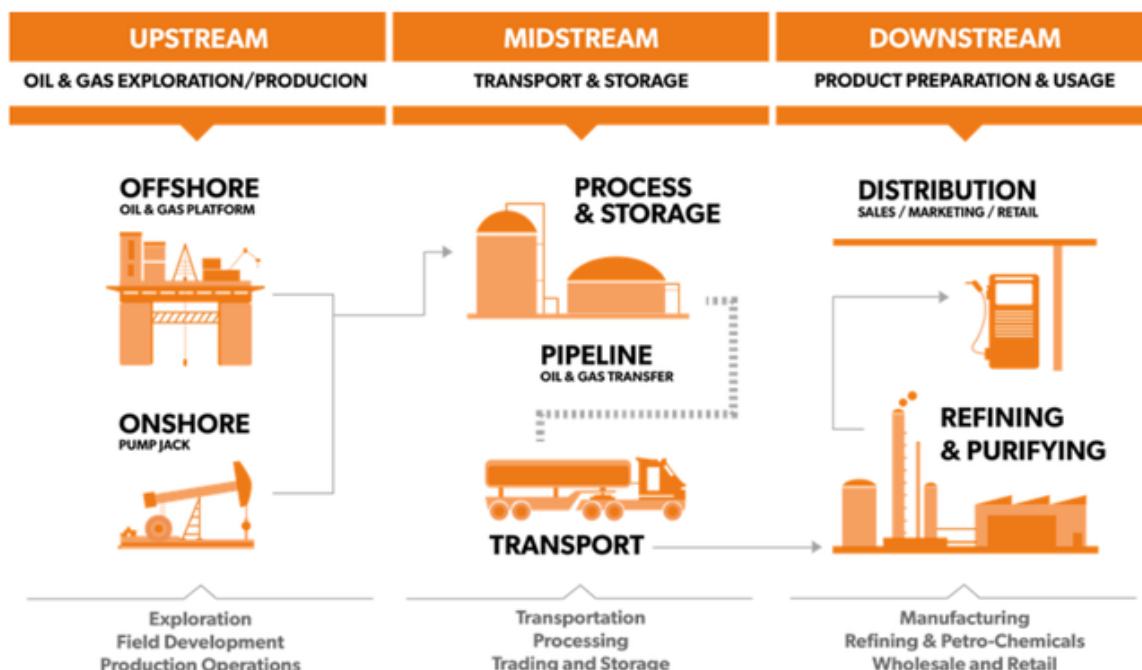 UPSTREAM
OIL & GAS EXPLORATION/PRODUCION
OFFSHORE
OIL & GAS PLATFORM
ONSHORE
PUMP JACK
Exploration
Field Development
Production Operations
MIDSTREAM
TRANSPORT & STORAGE
PROCESS
& STORAGE
PIPELINE
OIL & GAS TRANSFER
TRANSPORT
Transportation
Processing
Trading and Storage
DOWNSTREAM
PRODUCT PREPARATION & USAGE
DISTRIBUTION
SALES / MARKETING / RETAIL
REFINING
& PURIFYING
Manufacturing
Refining & Petro-Chemicals
Wholesale and Retail